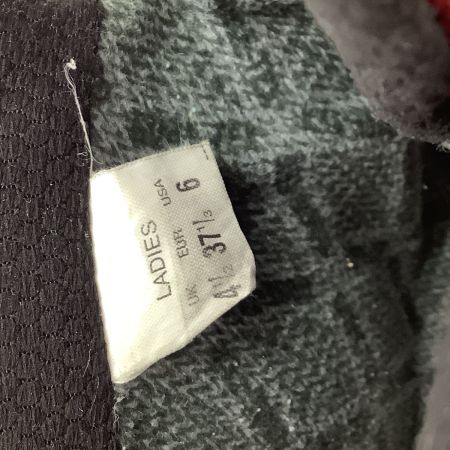 LADIES
UK EUR USA
4½ 37⅓ 6